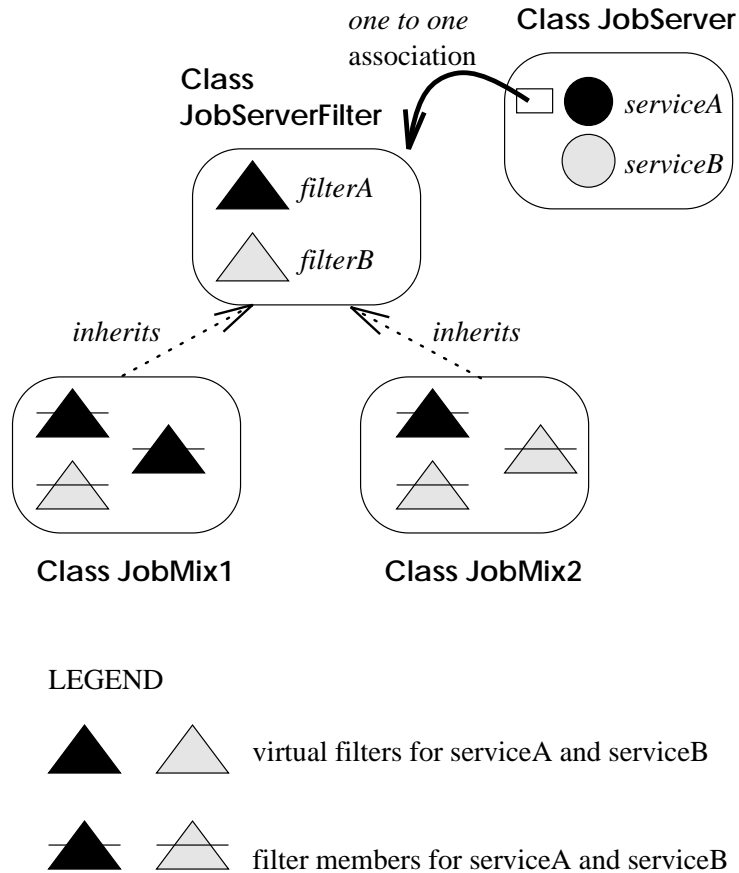 one to one
association
Class JobServer
Class
JobServerFilter
serviceA
serviceB
filterA
filterB
inherits
inherits
Class JobMix1
Class JobMix2
LEGEND
virtual filters for serviceA and serviceB
filter members for serviceA and serviceB